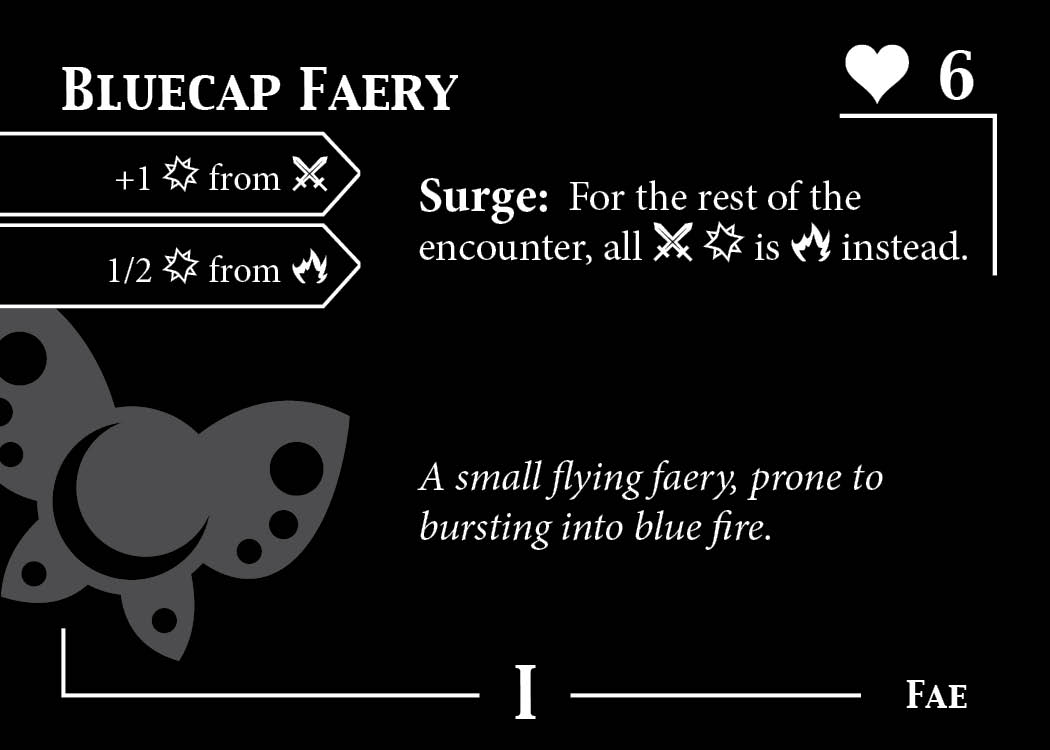 Bluecap Faery
6
+1 from
1/2 from
Surge: For the rest of the
encounter, all is instead.
A small flying faery, prone to
bursting into blue fire.
I
Fae